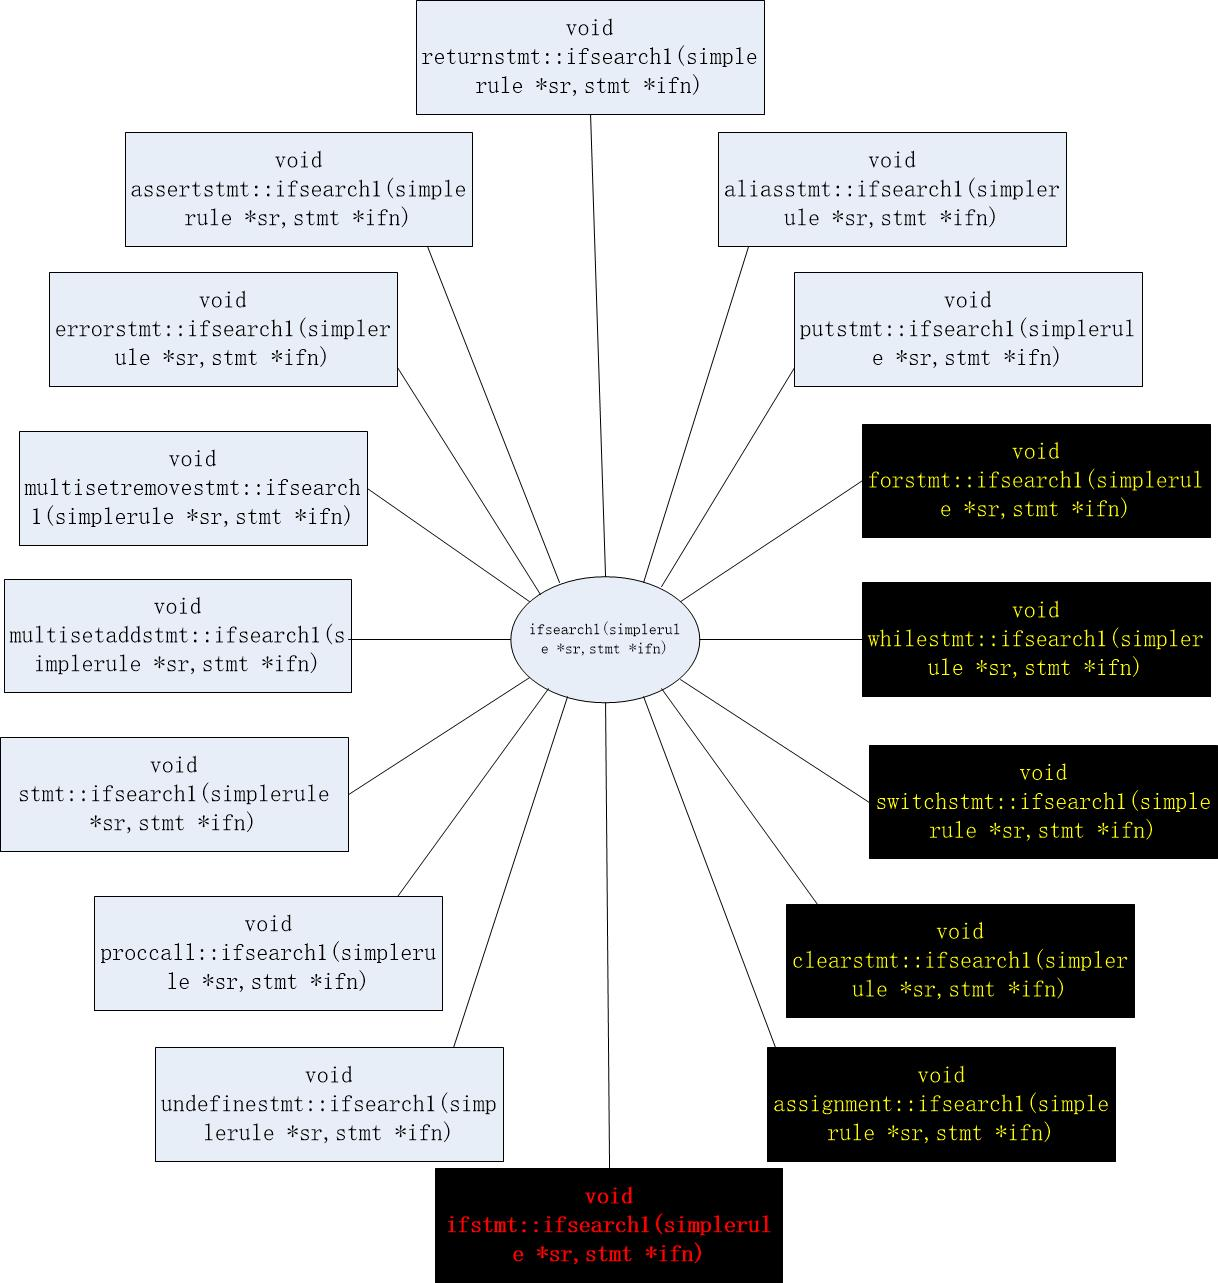 void
returnstmt::ifsearch1(simple
rule *sr,stmt *ifn)
void
assertstmt::ifsearch1(simple
rule *sr,stmt *ifn)
void
aliasstmt::ifsearch1(simpler
ule *sr,stmt *ifn)
void
errorstmt::ifsearch1(simpler
ule *sr,stmt *ifn)
void
putstmt::ifsearch1(simplerul
e *sr,stmt *ifn)
void
multisetremovestmt::ifsearch
1(simplerule *sr,stmt *ifn)
void
forstmt::ifsearch1(simplerul
e *sr,stmt *ifn)
void
multisetaddstmt::ifsearch1(s
implerule *sr,stmt *ifn)
ifsearch1(simplerul
e *sr,stmt *ifn)
void
whilestmt::ifsearch1(simpler
ule *sr,stmt *ifn)
void
stmt::ifsearch1(simplerule
*sr,stmt *ifn)
void
switchstmt::ifsearch1(simple
rule *sr,stmt *ifn)
void
proccall::ifsearch1(simpleru
le *sr,stmt *ifn)
void
clearstmt::ifsearch1(simpler
ule *sr,stmt *ifn)
void
undefinestmt::ifsearch1(simp
lerule *sr,stmt *ifn)
void
assignment::ifsearch1(simple
rule *sr,stmt *ifn)
void
ifstmt::ifsearch1(simplerul
e *sr,stmt *ifn)